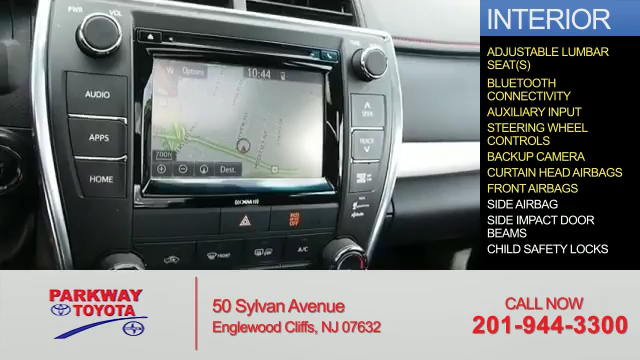 PWR
VOL
AUDIO
APPS
HOME
W
Options
10:44
Dest.
SEEK
TRACK
FRONT
A/C
INTERIOR
ADJUSTABLE LUMBAR
SEAT(S)
BLUETOOTH
CONNECTIVITY
AUXILIARY INPUT
STEERING WHEEL
CONTROLS
BACKUP CAMERA
CURTAIN HEAD AIRBAGS
FRONT AIRBAGS
SIDE AIRBAG
SIDE IMPACT DOOR
BEAMS
CHILD SAFETY LOCKS
PARKWAY
TOYOTA
50 Sylvan Avenue
Englewood Cliffs, NJ 07632
CALL NOW
201-944-3300